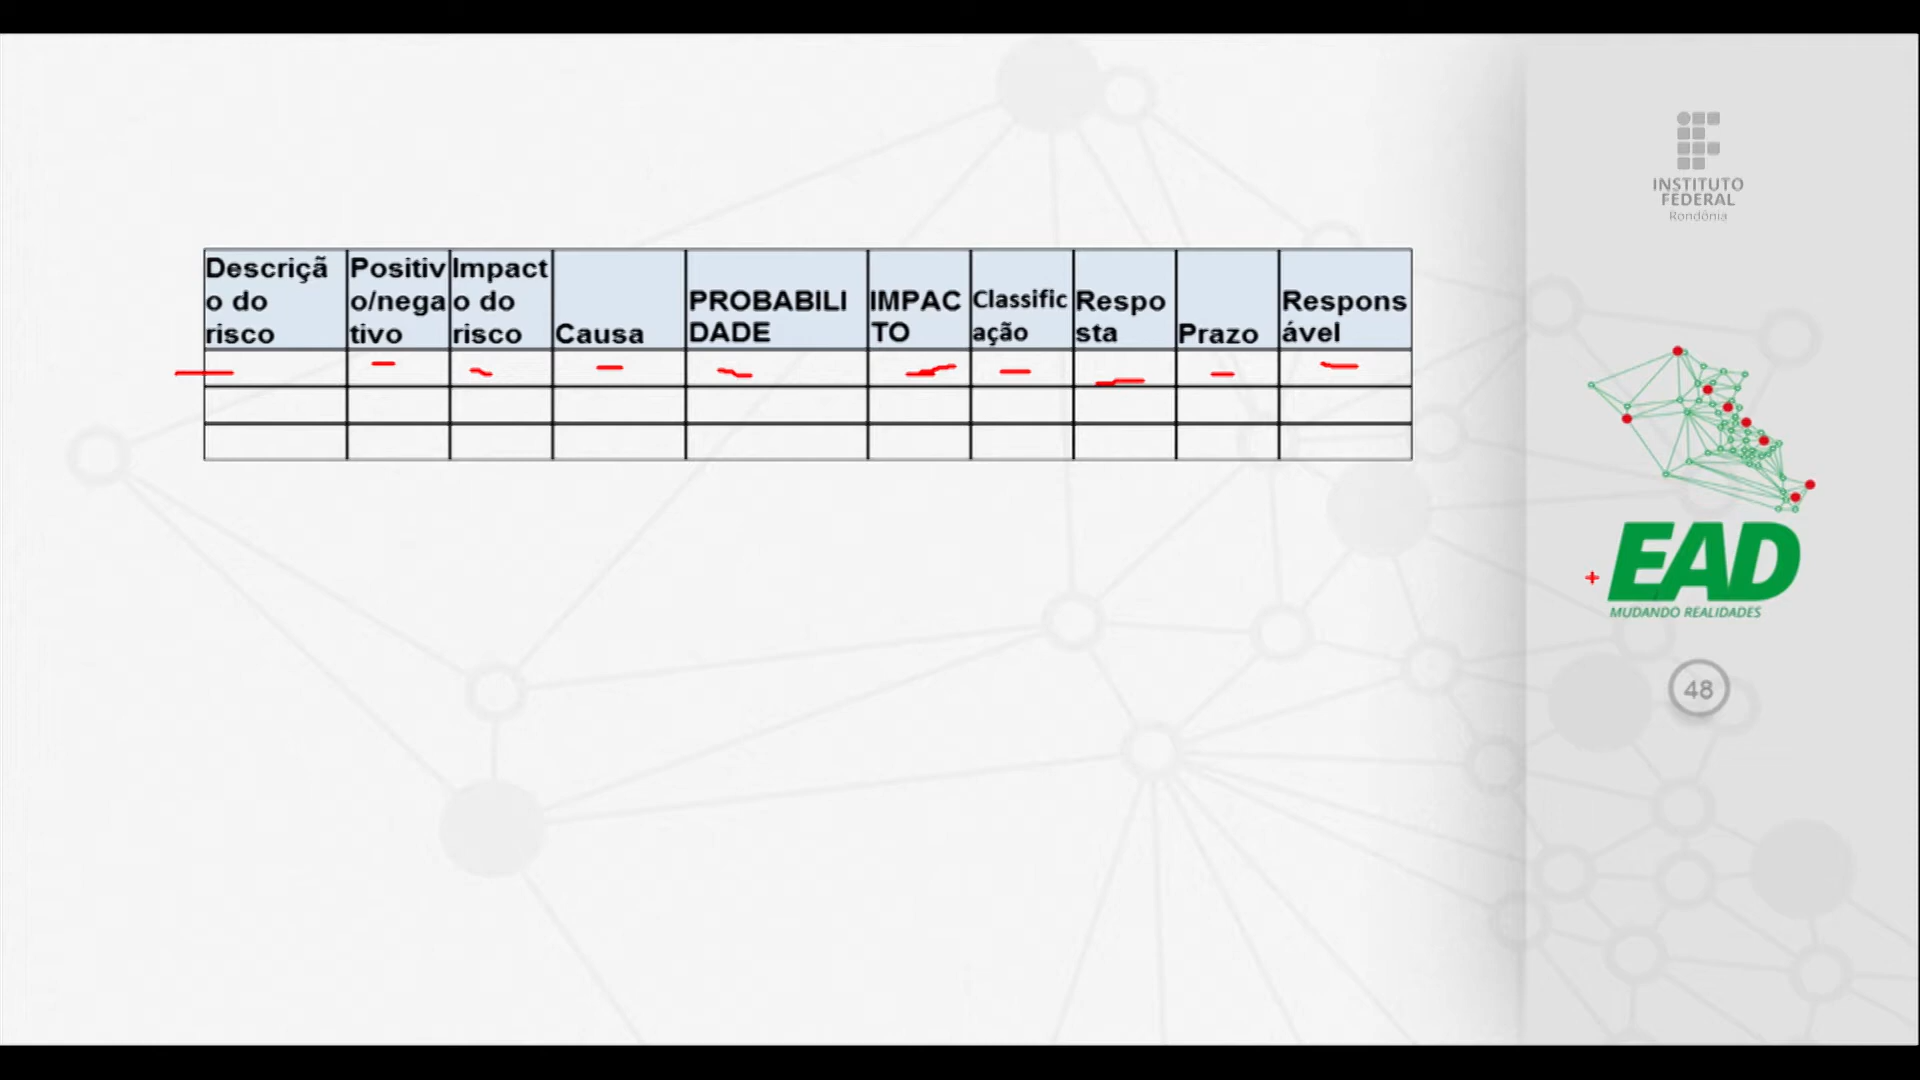 Descriçã
o do
risco
Positiv
o/nega
tivo
Impact
o do
risco
Causa
PROBABILI
DADE
IMPAC
TO
Classific
ação
Respo
sta
Prazo
Respons
ável
INSTITUTO
FEDERAL
Rondônia
EAD
MUDANDO REALIDADES
48